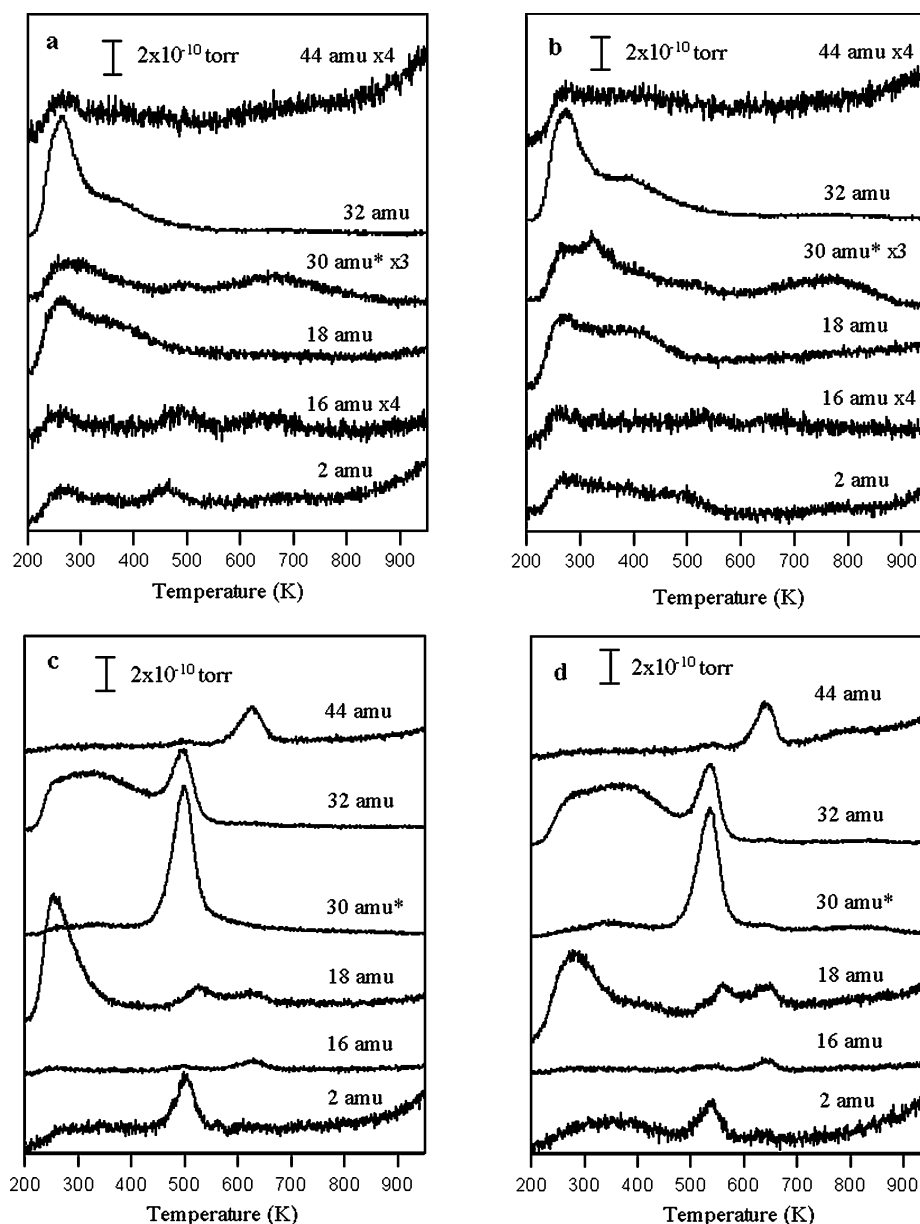 a
2x10⁻¹⁰ torr
44 amu x4
32 amu
30 amu* x3
18 amu
16 amu x4
2 amu
200 300 400 500 600 700 800 900
Temperature (K)
b
2x10⁻¹⁰ torr
44 amu x4
32 amu
30 amu* x3
18 amu
16 amu x4
2 amu
200 300 400 500 600 700 800 900
Temperature (K)
c
2x10⁻¹⁰ torr
44 amu
32 amu
30 amu*
18 amu
16 amu
2 amu
200 300 400 500 600 700 800 900
Temperature (K)
d
2x10⁻¹⁰ torr
44 amu
32 amu
30 amu*
18 amu
16 amu
2 amu
200 300 400 500 600 700 800 900
Temperature (K)